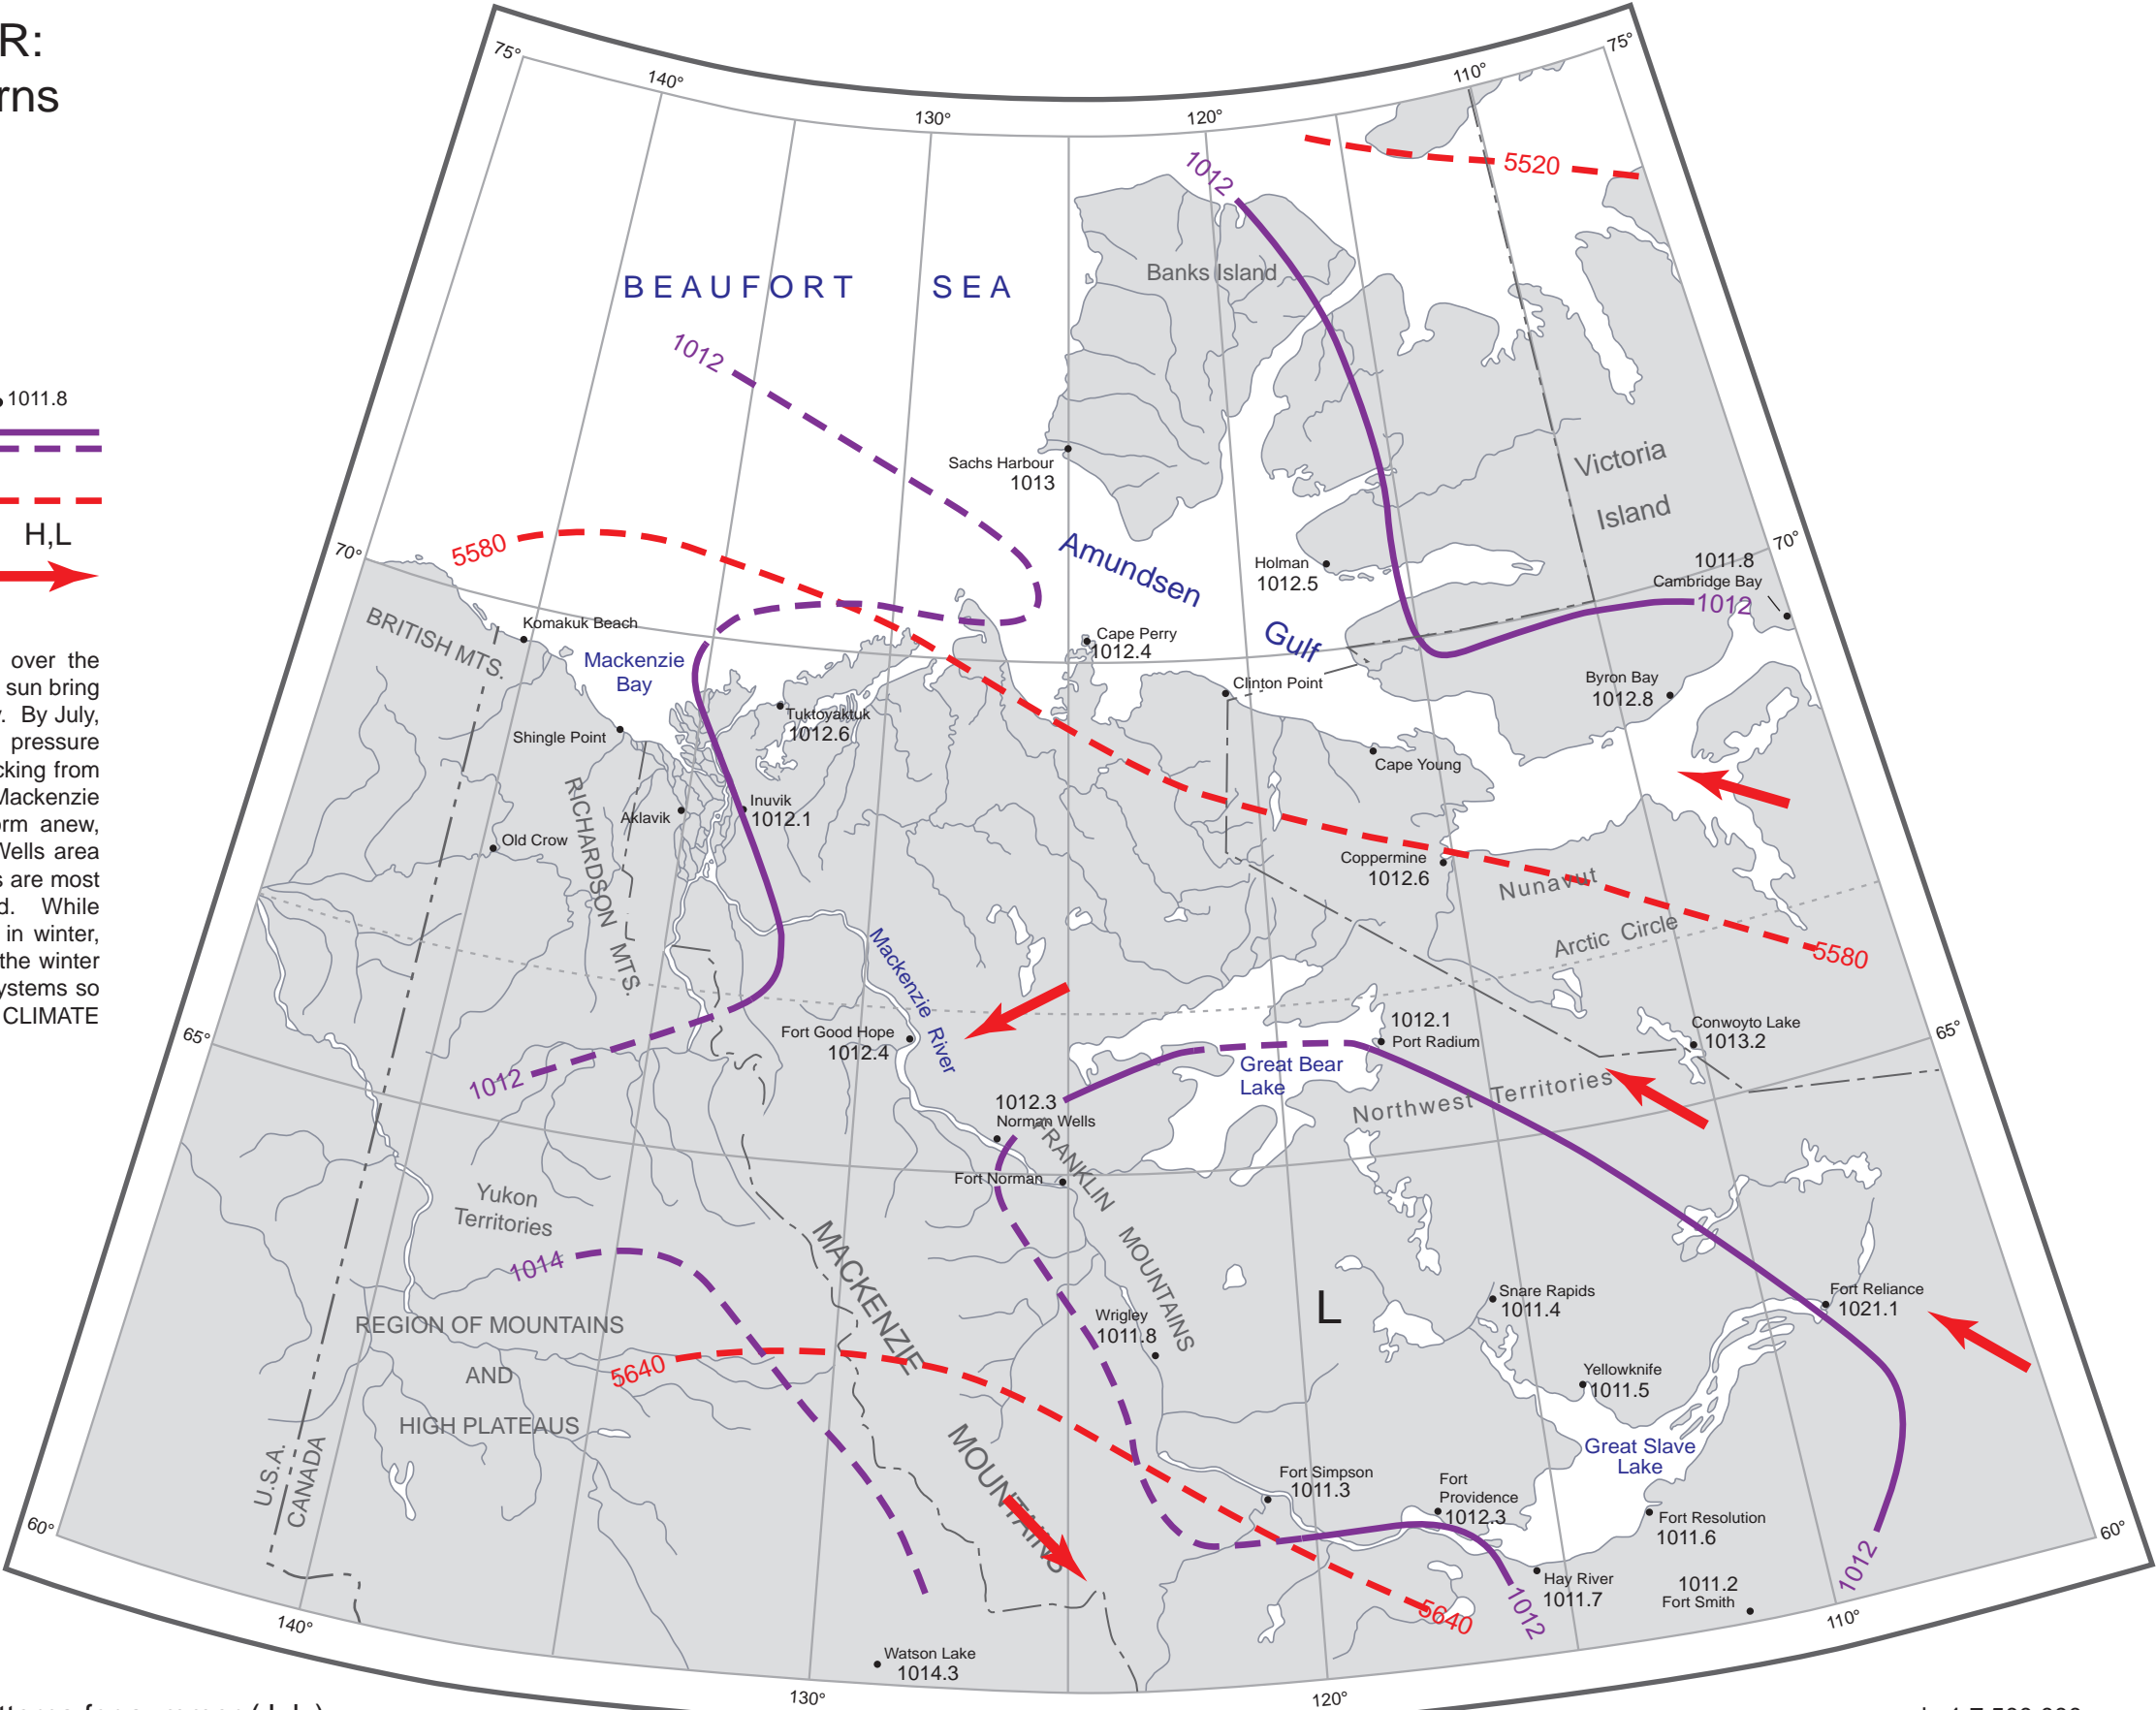 R:
rns
1011.8
H,L
over the
sun bring
. By July,
pressure
cking from
Mackenzie
orm anew,
Wells area
s are most
d. While
in winter,
the winter
ystems so
CLIMATE
75°
140°
130°
120°
110°
75°
5520
1012
Banks Island
BEAUFORT SEA
1012
Sachs Harbour
1013
Victoria
Island
Amundsen
Gulf
Holman
1012.5
70°
5580
70°
1011.8
Cambridge Bay
1012
BRITISH MTS.
Komakuk Beach
Mackenzie
Bay
Cape Perry
1012.4
Clinton Point
Byron Bay
1012.8
Shingle Point
Tuktoyaktuk
1012.6
Cape Young
RICHARDSON MTS.
Aklavik
Inuvik
1012.1
Old Crow
Coppermine
1012.6
Nunavut
Arctic Circle
5580
Mackenzie River
65°
Fort Good Hope
1012.4
1012.1
Port Radium
Conwoyto Lake
1013.2
65°
1012
Great Bear
Lake
Northwest Territories
1012.3
Norman Wells
FRANKLIN MOUNTAINS
Fort Norman
Yukon
Territories
1014
MACKENZIE MOUNTAINS
REGION OF MOUNTAINS
AND
HIGH PLATEAUS
5640
Wrigley
1011.8
L
Snare Rapids
1011.4
Fort Reliance
1021.1
Yellowknife
1011.5
Great Slave
Lake
U.S.A.
CANADA
Fort Simpson
1011.3
Fort
Providence
1012.3
Fort Resolution
1011.6
60°
60°
Hay River
1011.7
1011.2
Fort Smith
1012
1012
5640
Watson Lake
1014.3
140°
130°
120°
110°